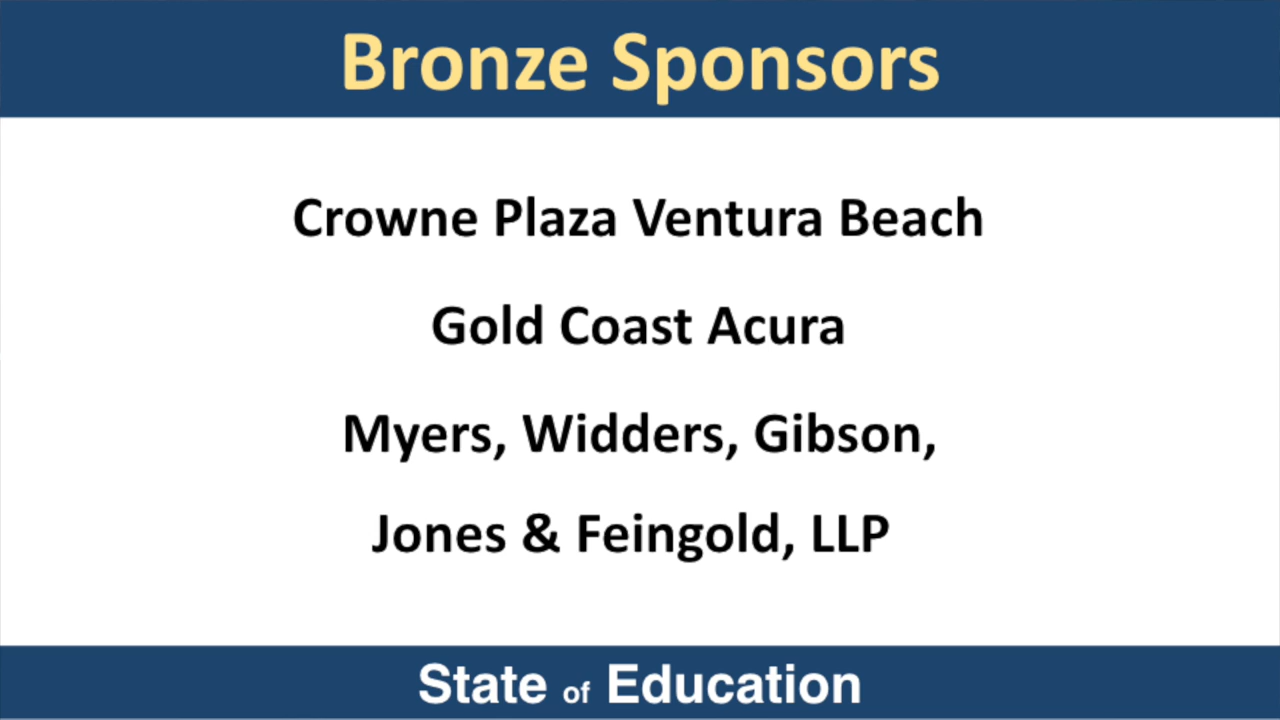 Bronze Sponsors
Crowne Plaza Ventura Beach
Gold Coast Acura
Myers, Widders, Gibson,
Jones & Feingold, LLP
State of Education